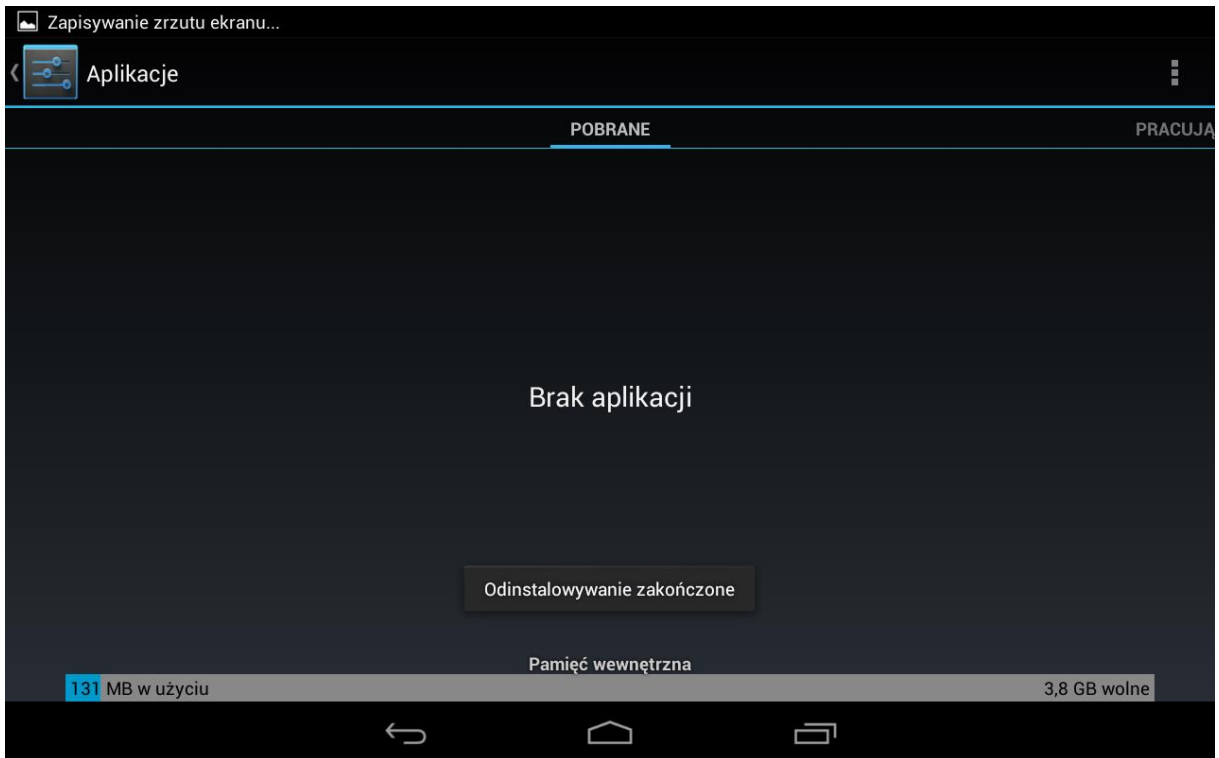 Zapisywanie zrzutu ekranu...
Aplikacje
POBRANE
PRACUJĄ
Brak aplikacji
Odinstalowywanie zakończone
Pamięć wewnętrzna
131 MB w użyciu
3,8 GB wolne